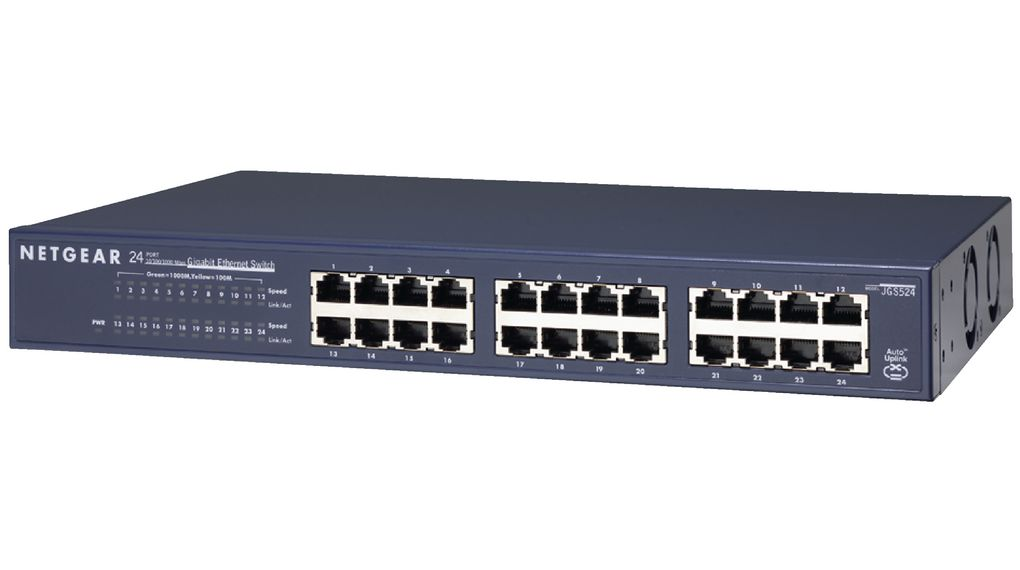 NETGEAR 24 PORT
10/100/1000 Mbps Gigabit Ethernet Switch
Green=1000M,Yellow=100M
1 2 3 4 5 6 7 8 9 10 11 12 Speed
Link/Act
PWR 13 14 15 16 17 18 19 20 21 22 23 24 Speed
Link/Act
1 2 3 4
13 14 15 16
5 6 7 8
17 18 19 20
9 10 11 12
21 22 23 24
MODEL JGS524
Auto™
Uplink